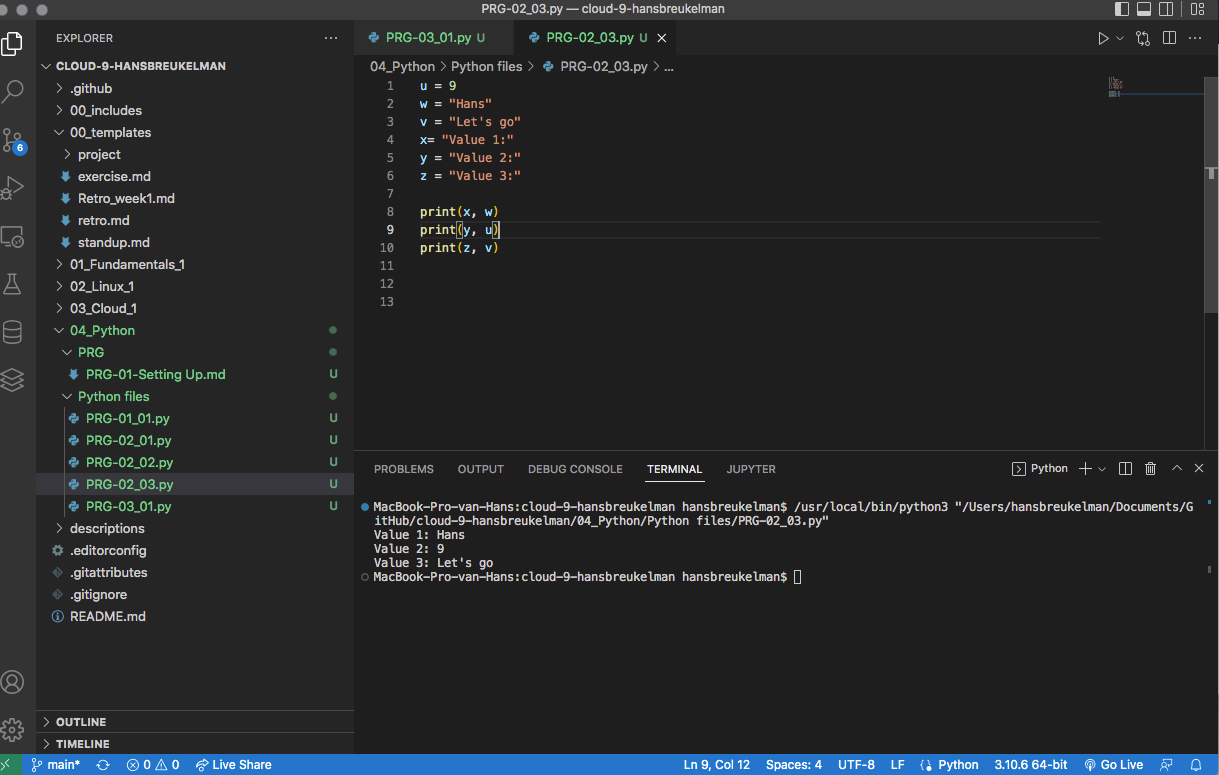 PRG-02_03.py — cloud-9-hansbreukelman
EXPLORER
CLOUD-9-HANSBREUKELMAN
.github
00_includes
00_templates
project
exercise.md
Retro_week1.md
retro.md
standup.md
01_Fundamentals_1
02_Linux_1
03_Cloud_1
04_Python
PRG
PRG-01-Setting Up.md U
Python files
PRG-01_01.py U
PRG-02_01.py U
PRG-02_02.py U
PRG-02_03.py U
PRG-03_01.py U
descriptions
.editorconfig
.gitattributes
.gitignore
README.md
OUTLINE
TIMELINE
6
PRG-03_01.py U
PRG-02_03.py U
04_Python > Python files > PRG-02_03.py > ...
1 u = 9
2 w = "Hans"
3 v = "Let's go"
4 x= "Value 1:"
5 y = "Value 2:"
6 z = "Value 3:"
7
8 print(x, w)
9 print(y, u)
10 print(z, v)
11
12
13
PROBLEMS OUTPUT DEBUG CONSOLE TERMINAL JUPYTER
Python
MacBook-Pro-van-Hans:cloud-9-hansbreukelman hansbreukelman$ /usr/local/bin/python3 "/Users/hansbreukelman/Documents/G
itHub/cloud-9-hansbreukelman/04_Python/Python files/PRG-02_03.py"
Value 1: Hans
Value 2: 9
Value 3: Let's go
MacBook-Pro-van-Hans:cloud-9-hansbreukelman hansbreukelman$
main* 0 0 Live Share Ln 9, Col 12 Spaces: 4 UTF-8 LF Python 3.10.6 64-bit Go Live